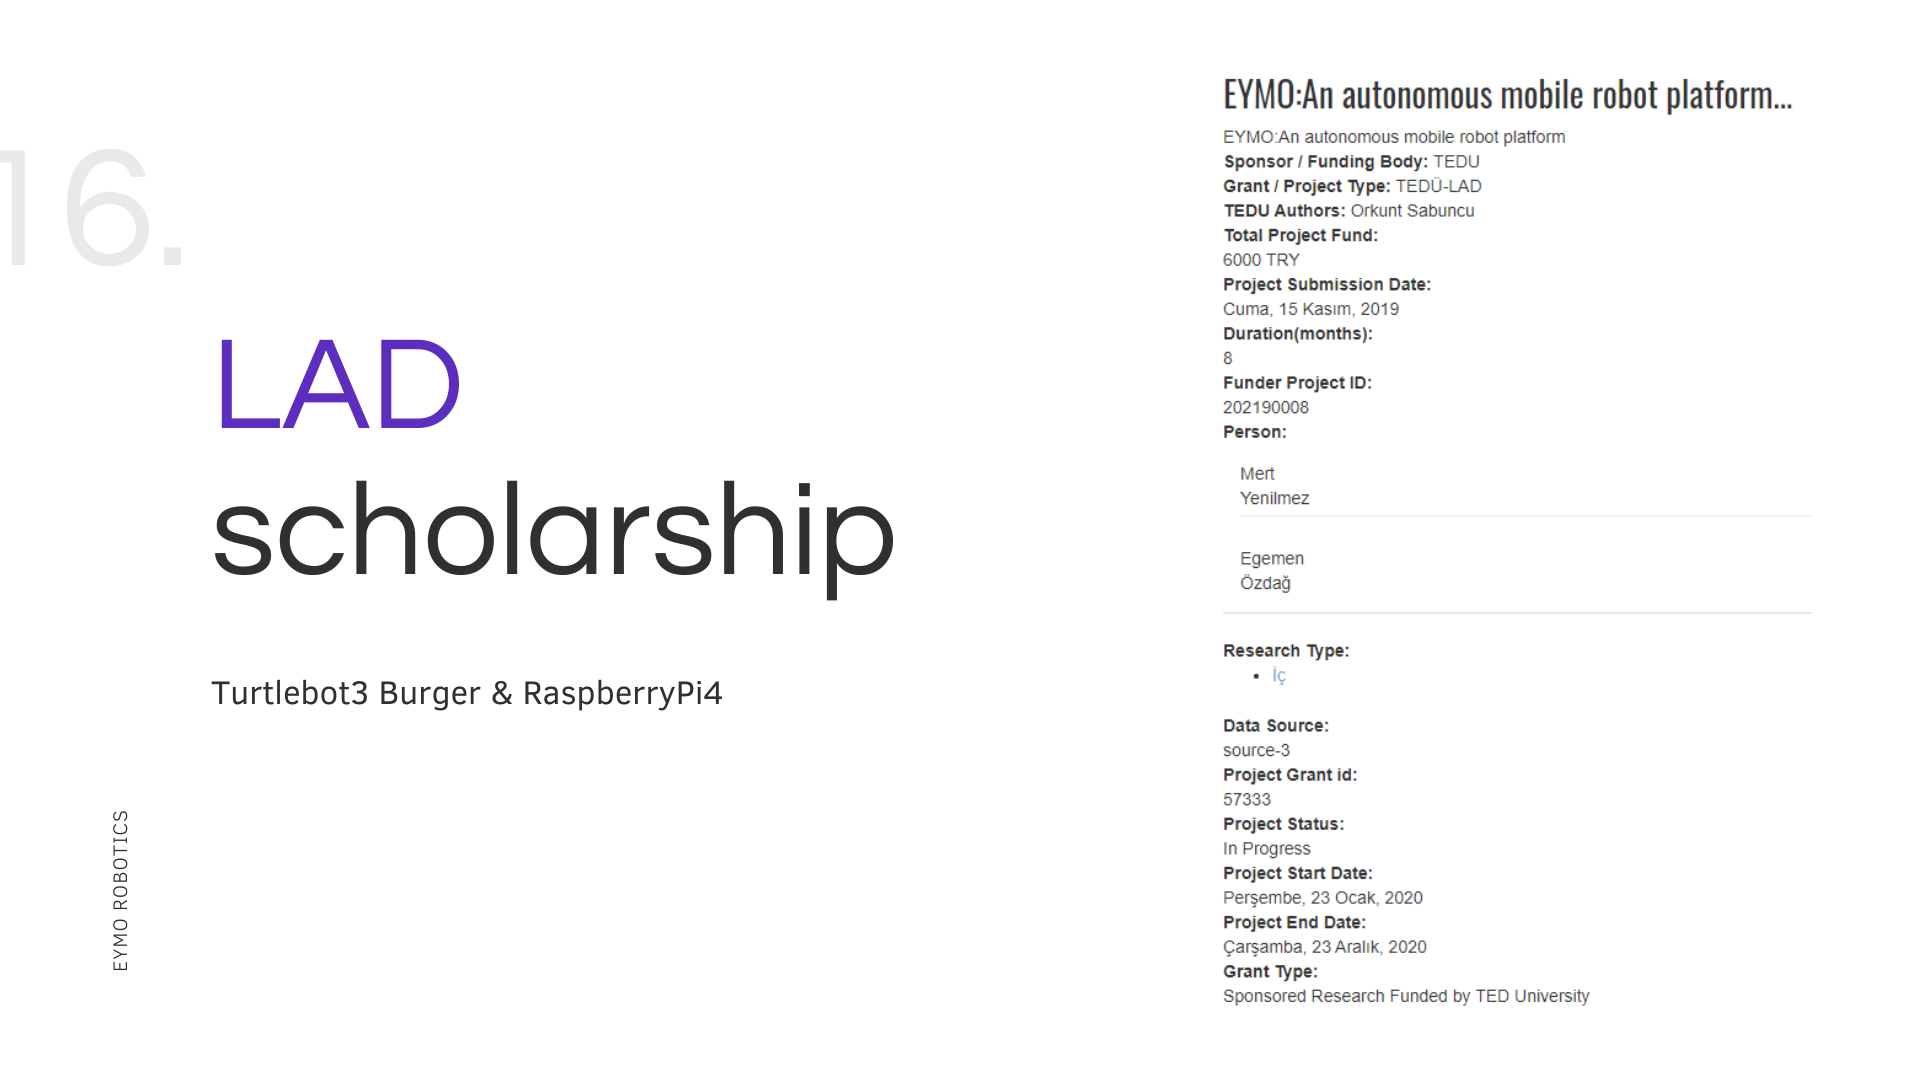 16.
LAD
scholarship
Turtlebot3 Burger & RaspberryPi4
EYMO ROBOTICS
EYMO:An autonomous mobile robot platform...
EYMO:An autonomous mobile robot platform
Sponsor / Funding Body: TEDU
Grant / Project Type: TEDÜ-LAD
TEDU Authors: Orkunt Sabuncu
Total Project Fund:
6000 TRY
Project Submission Date:
Cuma, 15 Kasım, 2019
Duration(months):
8
Funder Project ID:
202190008
Person:
Mert
Yenilmez
Egemen
Özdağ
Research Type:
• İç
Data Source:
source-3
Project Grant id:
57333
Project Status:
In Progress
Project Start Date:
Perşembe, 23 Ocak, 2020
Project End Date:
Çarşamba, 23 Aralık, 2020
Grant Type:
Sponsored Research Funded by TED University